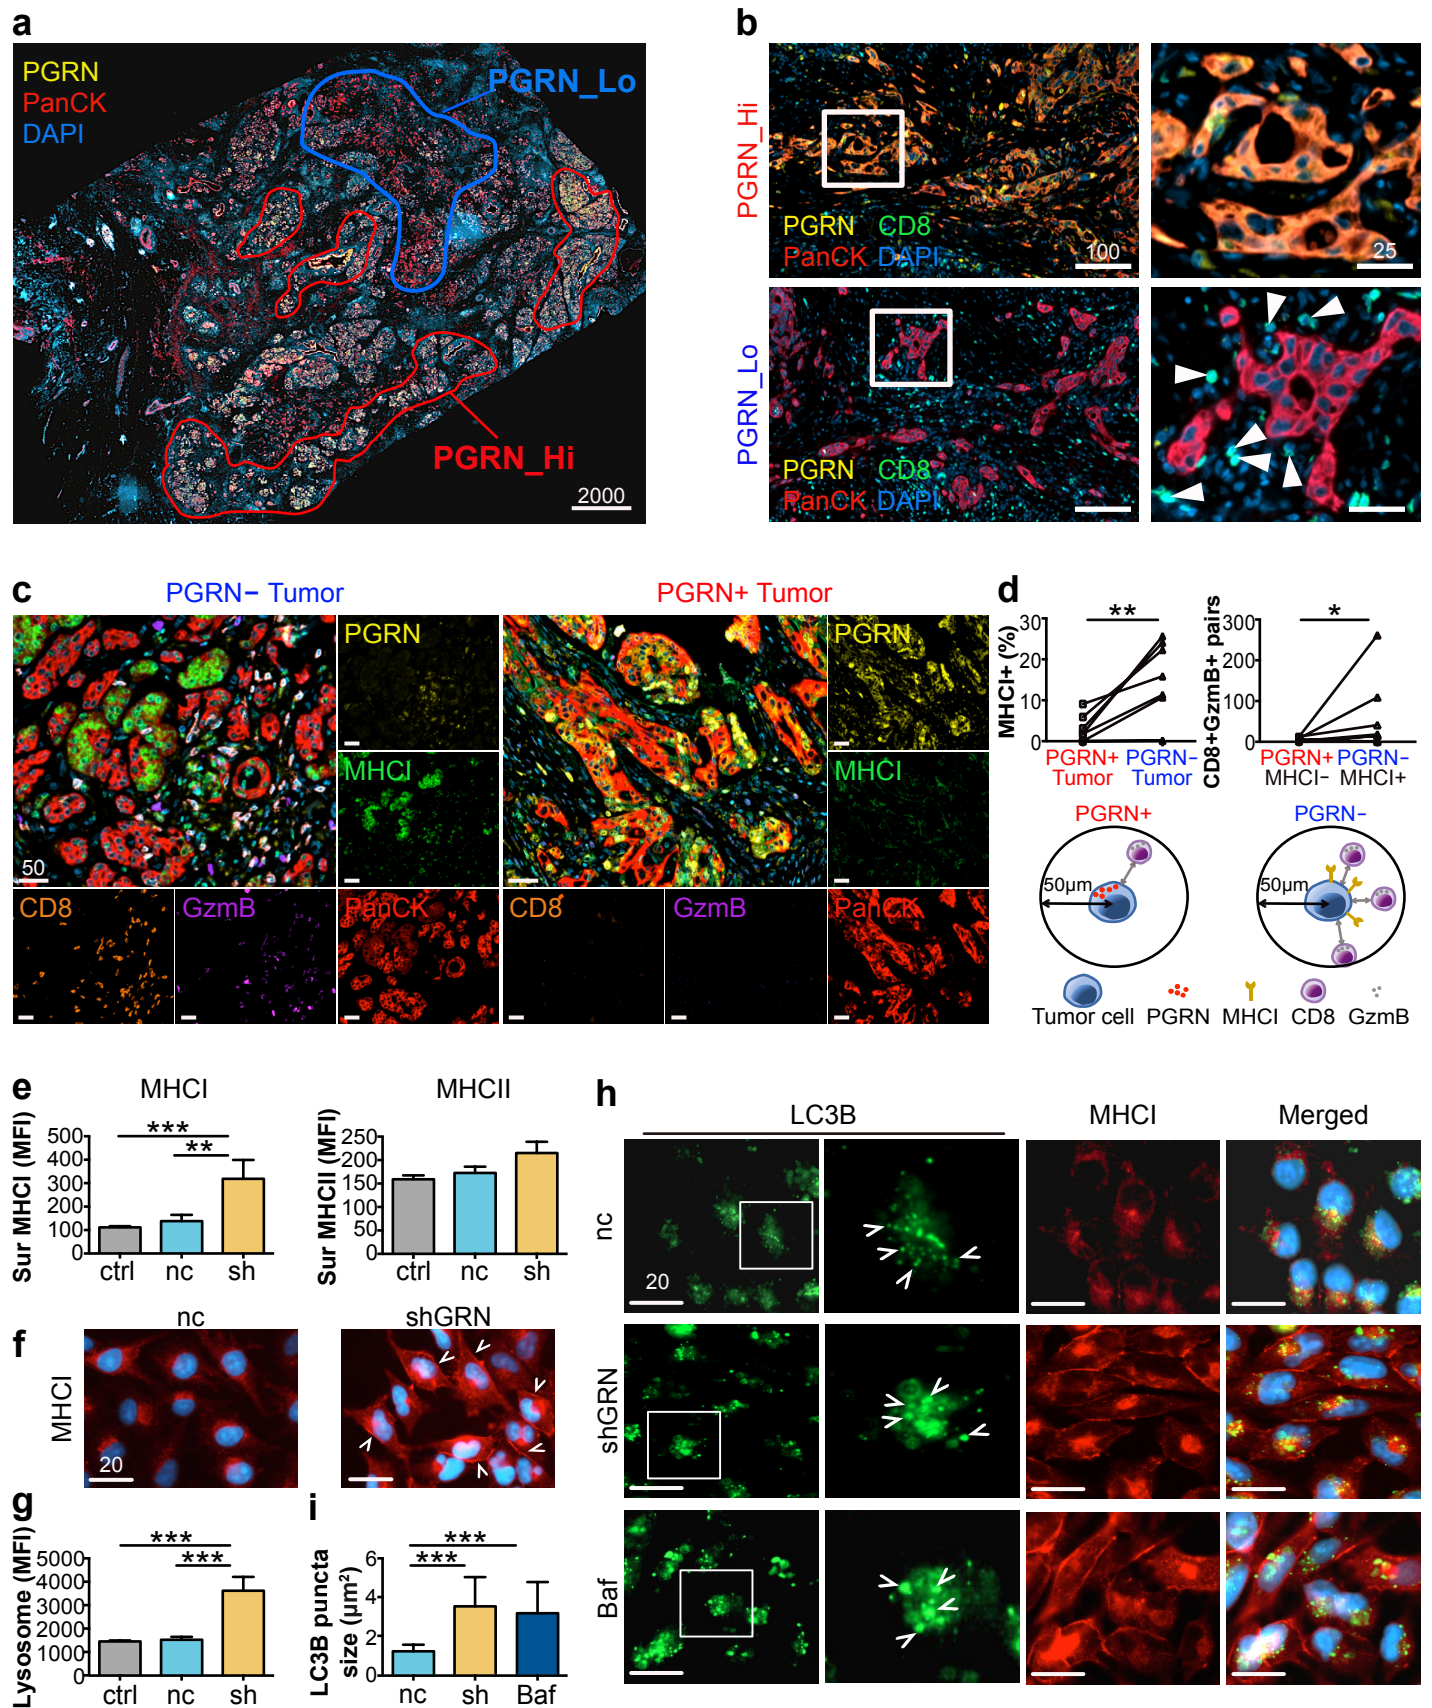 a
PGRN
PanCK
DAPI
PGRN_Lo
PGRN_Hi
2000
b
PGRN_Hi
PGRN CD8
PanCK DAPI
100
25
PGRN_Lo
PGRN CD8
PanCK DAPI
c
PGRN− Tumor
PGRN+ Tumor
PGRN
MHCI
50
CD8
GzmB
PanCK
PGRN
MHCI
CD8
GzmB
PanCK
d
MHCI+ (%)
30
20
10
0
**
PGRN+ PGRN−
Tumor Tumor
CD8+GzmB+ pairs
300
200
100
0
*
PGRN+ PGRN−
MHCI− MHCI+
PGRN+
50µm
PGRN−
50µm
Tumor cell PGRN MHCI CD8 GzmB
e
MHCI
Sur MHCI (MFI)
500
400
300
200
100
0
***
**
ctrl nc sh
MHCII
Sur MHCII (MFI)
250
200
150
100
50
0
ctrl nc sh
f
nc
shGRN
MHCI
20
g
Lysosome (MFI)
5000
4000
3000
2000
1000
0
***
***
ctrl nc sh
h
LC3B
MHCI
Merged
nc
20
shGRN
Baf
i
LC3B puncta
size (µm²)
6
4
2
0
***
***
nc sh Baf